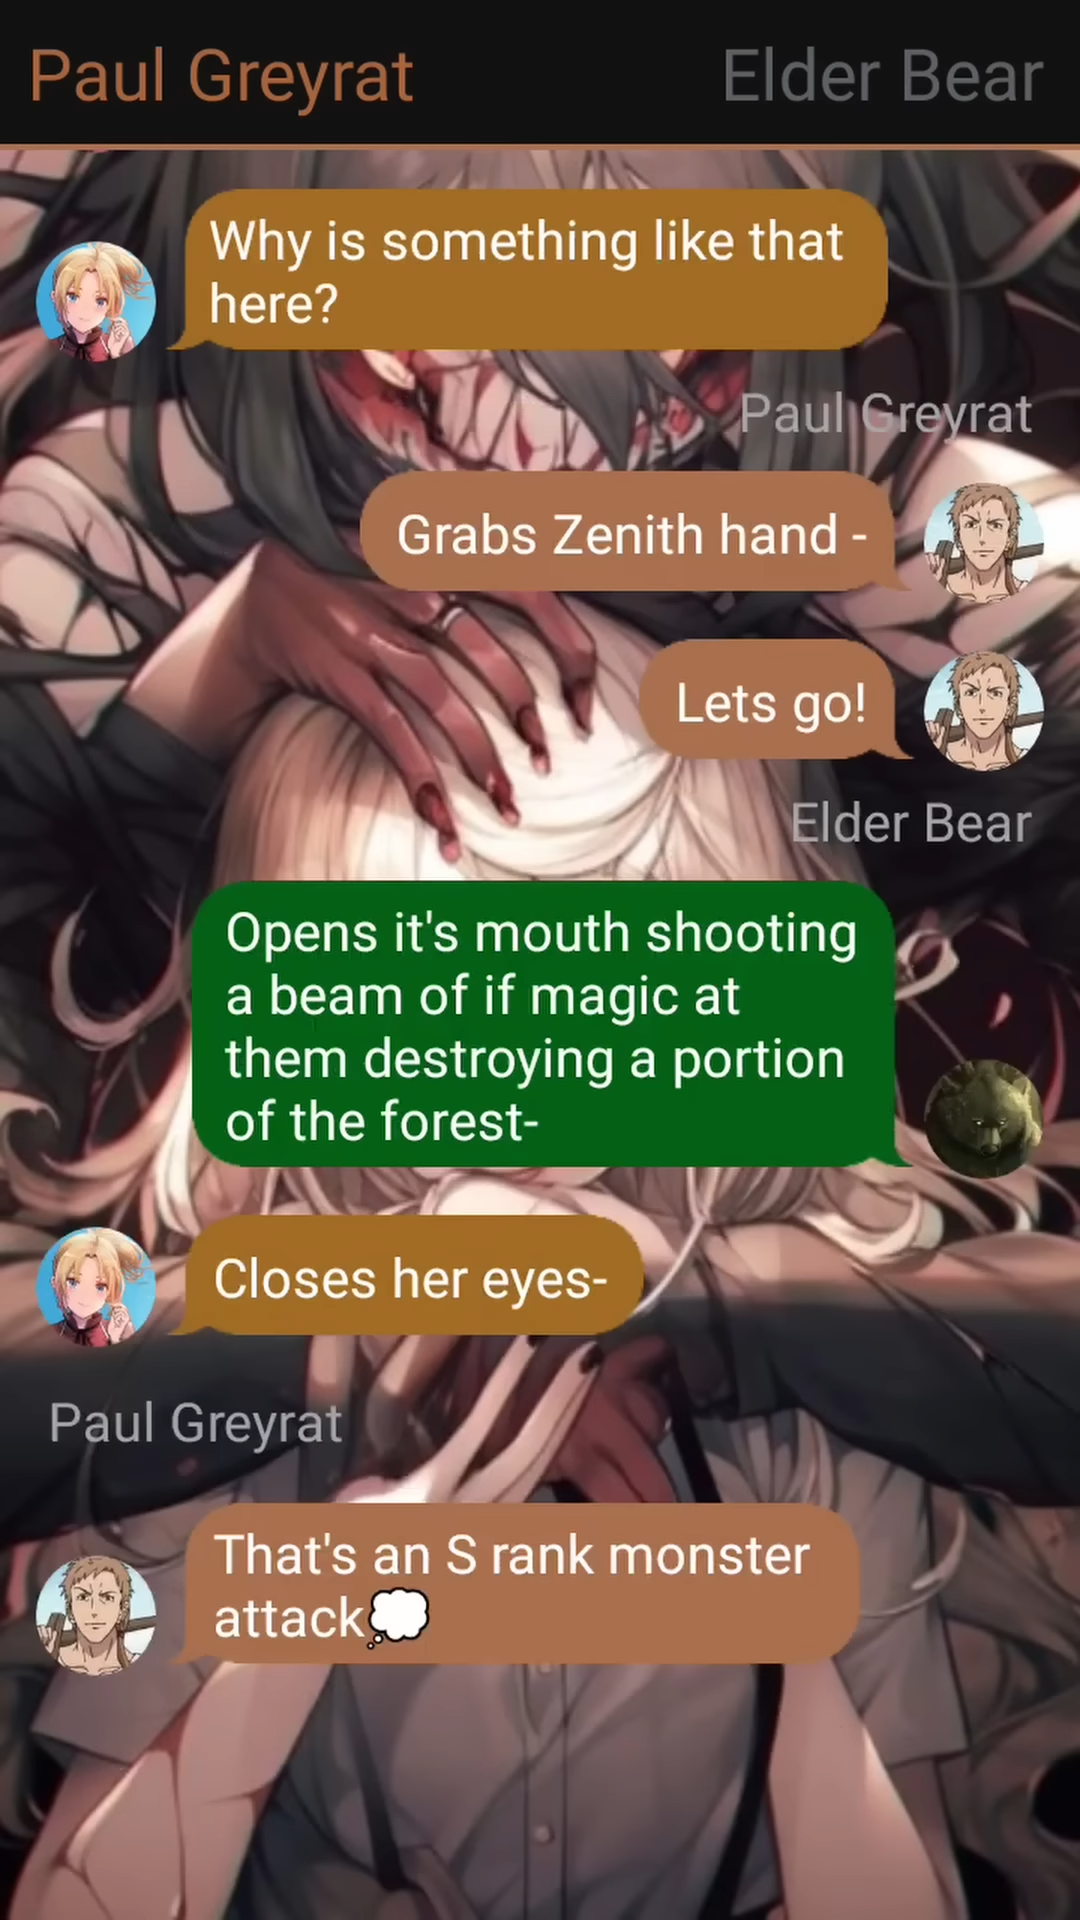 Paul Greyrat
Elder Bear
Why is something like that
here?
Paul Greyrat
Grabs Zenith hand -
Lets go!
Elder Bear
Opens it's mouth shooting
a beam of if magic at
them destroying a portion
of the forest-
Closes her eyes-
Paul Greyrat
That's an S rank monster
attack💭